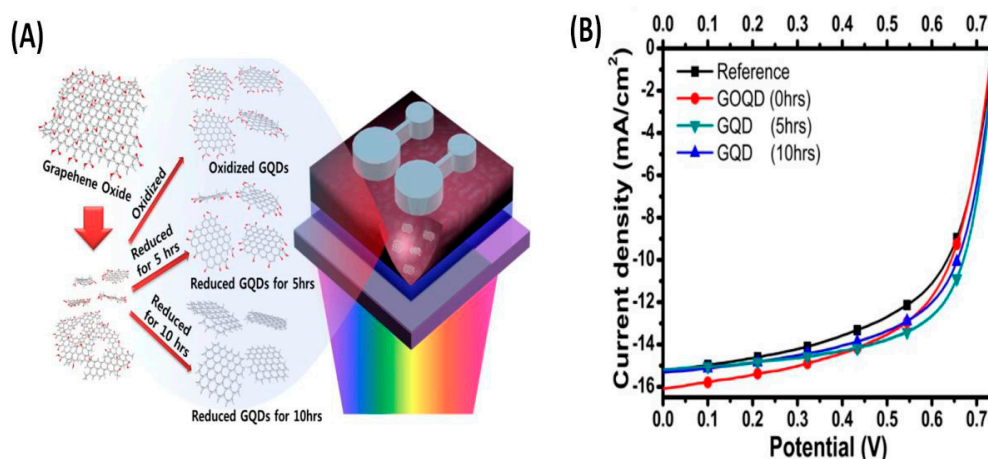 (A)
Grapehene Oxide
Oxidized
Reduced
for 5 hrs
Reduced
for 10 hrs
Oxidized GQDs
Reduced GQDs for 5hrs
Reduced GQDs for 10hrs
(B)
0.0 0.1 0.2 0.3 0.4 0.5 0.6 0.7
Current density (mA/cm²)
0
-2
-4
-6
-8
-10
-12
-14
-16
Reference
GOQD (0hrs)
GQD (5hrs)
GQD (10hrs)
0.0 0.1 0.2 0.3 0.4 0.5 0.6 0.7
Potential (V)